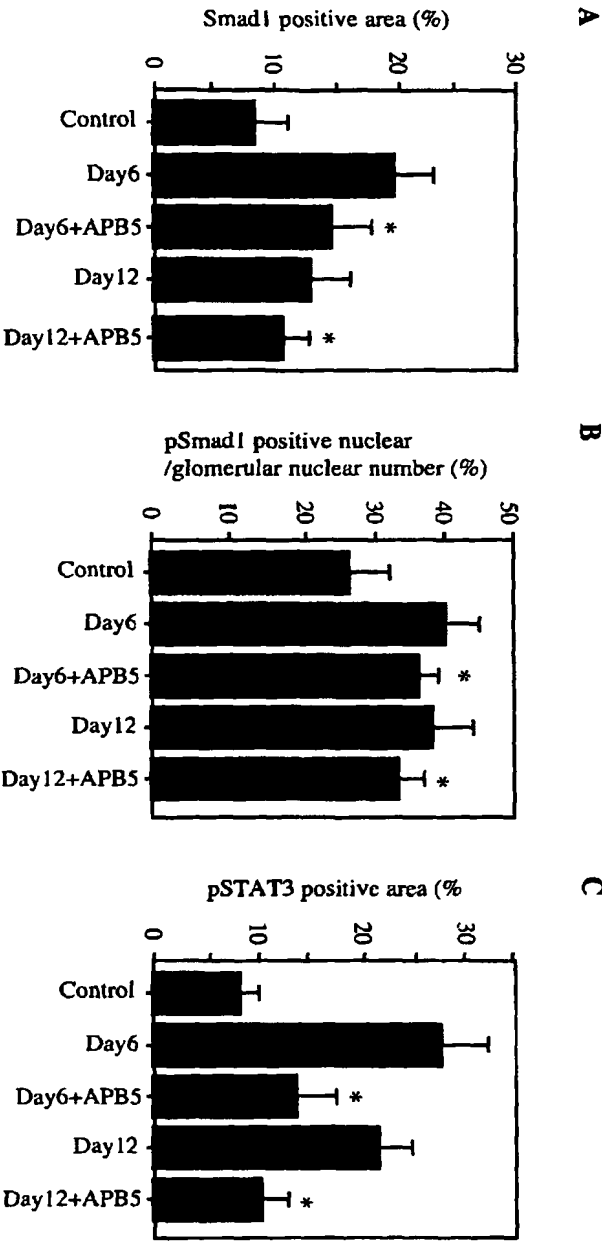 A
Smad1 positive area (%)
0
10
20
30
Control
Day6
Day6+APB5
Day12
Day12+APB5
*
*
B
pSmad1 positive nuclear
/glomerular nuclear number (%)
0
10
20
30
40
50
Control
Day6
Day6+APB5
Day12
Day12+APB5
*
*
C
pSTAT3 positive area (%
0
10
20
30
Control
Day6
Day6+APB5
Day12
Day12+APB5
*
*